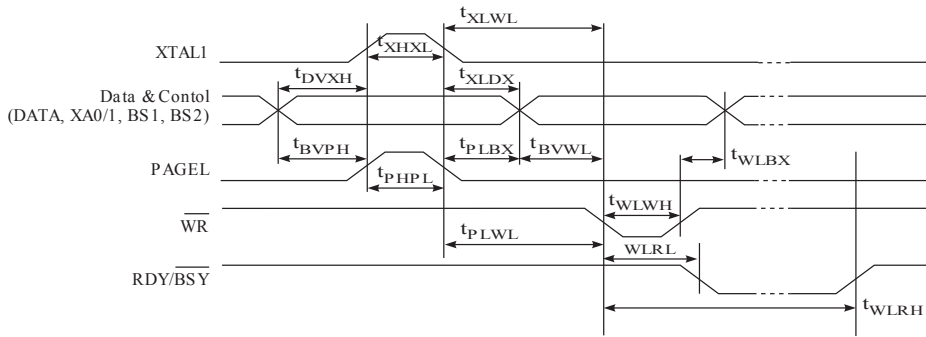 tXLWL
XTAL1
tXHXL
tDVXH
tXLDX
Data & Contol
(DATA, XA0/1, BS1, BS2)
tBVPH
tPLBX
tBVWL
tWLBX
PAGEL
tPHPL
tWLWH
WR
tPLWL
WLRL
RDY/BSY
tWLRH